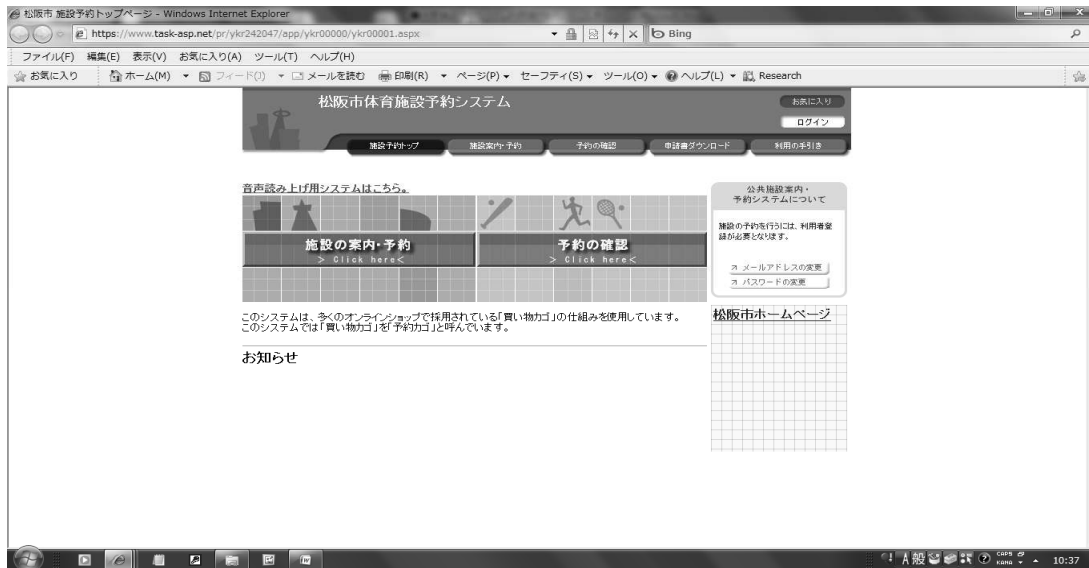 松阪市 施設予約トップページ - Windows Internet Explorer
https://www.task-asp.net/pr/ykr242047/app/ykr00000/ykr00001.aspx
Bing
ファイル(F) 編集(E) 表示(V) お気に入り(A) ツール(T) ヘルプ(H)
お気に入り ホーム(M) フィード(J) メールを読む 印刷(R) ページ(P) セーフティ(S) ツール(O) ヘルプ(L) Research
松阪市体育施設予約システム
お気に入り
ログイン
施設予約トップ 施設案内・予約 予約の確認 申請書ダウンロード 利用の手引き
音声読み上げ用システムはこちら。
施設の案内・予約 予約の確認
> Click here < > Click here <
公共施設案内・
予約システムについて
施設の予約を行うには、利用者登
録が必要となります。
メールアドレスの変更
パスワードの変更
このシステムは、多くのオンラインショップで採用されている「買い物カゴ」の仕組みを使用しています。
このシステムでは「買い物カゴ」を「予約カゴ」と呼んでいます。
松阪市ホームページ
お知らせ
A 般 CAPS KANA 10:37